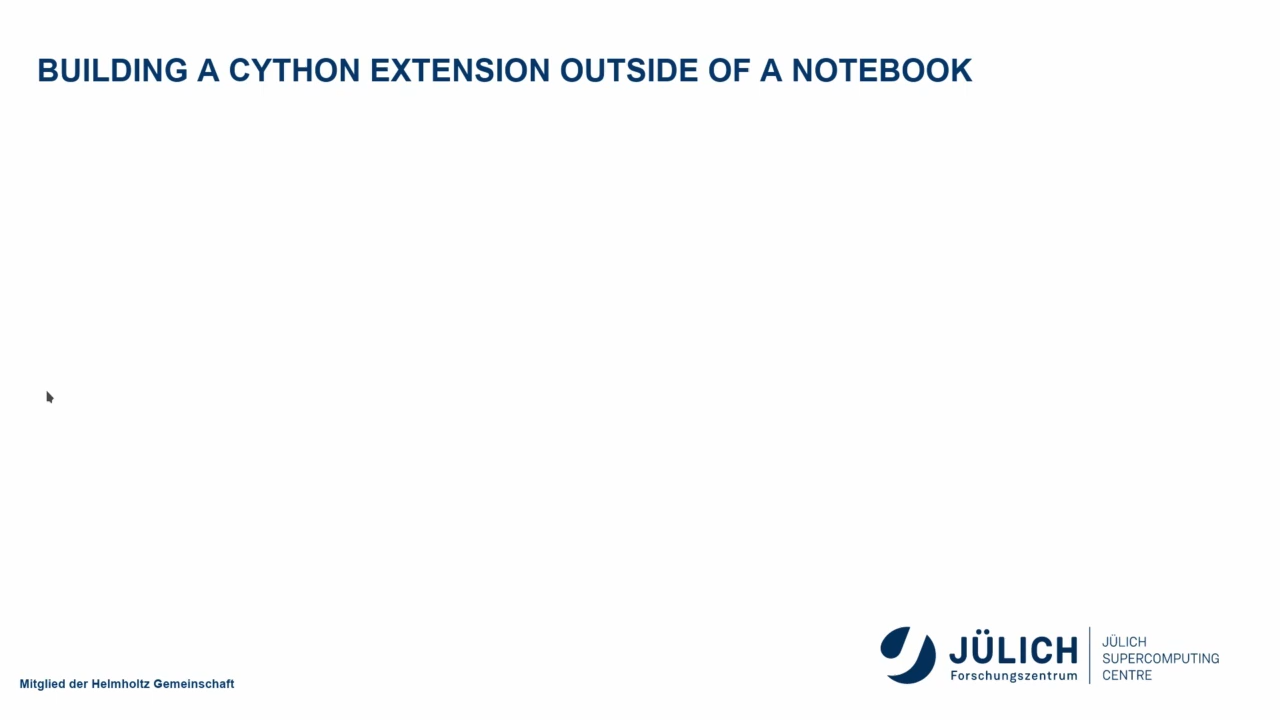 BUILDING A CYTHON EXTENSION OUTSIDE OF A NOTEBOOK
JÜLICH
Forschungszentrum
JÜLICH
SUPERCOMPUTING
CENTRE
Mitglied der Helmholtz Gemeinschaft